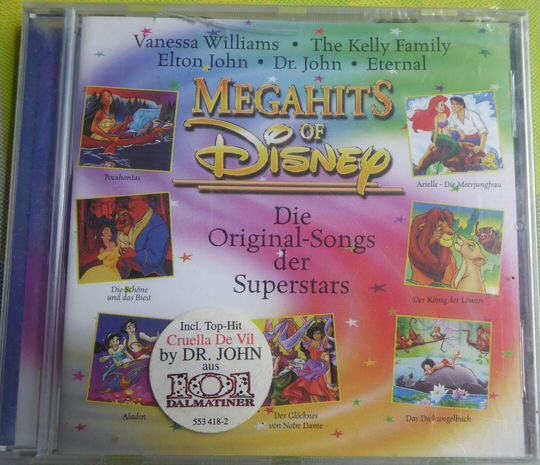 Vanessa Williams • The Kelly Family
Elton John • Dr. John • Eternal
MEGAHITS
OF
Disney
Pocahontas
Arielle - Die Meerjungfrau
Die
Original-Songs
der
Superstars
Die Schöne
und das Biest
Der König der Löwen
Incl. Top-Hit
Cruella De Vil
by DR. JOHN
aus
101
DALMATINER
553 418-2
Aladin
Der Glöckner
von Notre Dame
Das Dschungelbuch